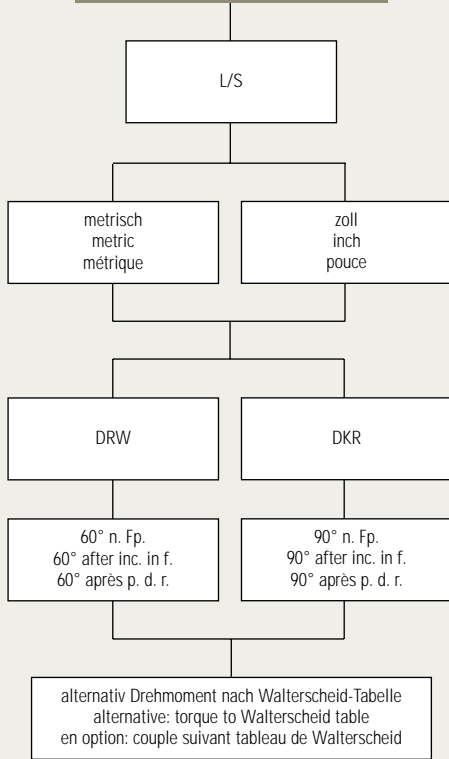 L/S
metrisch
metric
métrique
zoll
inch
pouce
DRW
DKR
60° n. Fp.
60° after inc. in f.
60° après p. d. r.
90° n. Fp.
90° after inc. in f.
90° après p. d. r.
alternativ Drehmoment nach Walterscheid-Tabelle
alternative: torque to Walterscheid table
en option: couple suivant tableau de Walterscheid